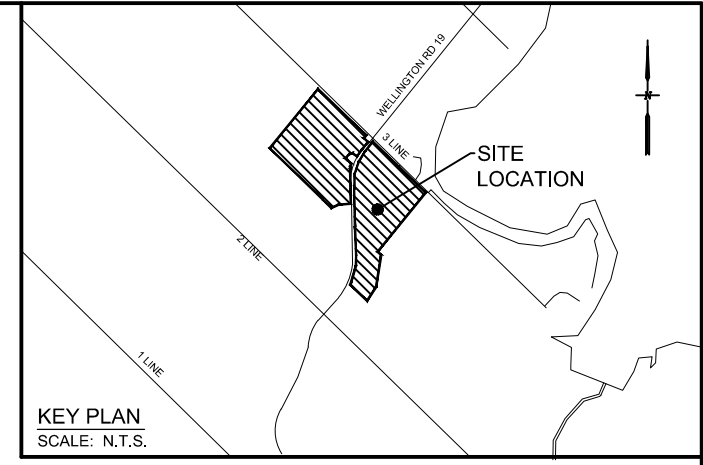 WELLINGTON RD 19
N
3 LINE
SITE
LOCATION
2 LINE
1 LINE
KEY PLAN
SCALE: N.T.S.